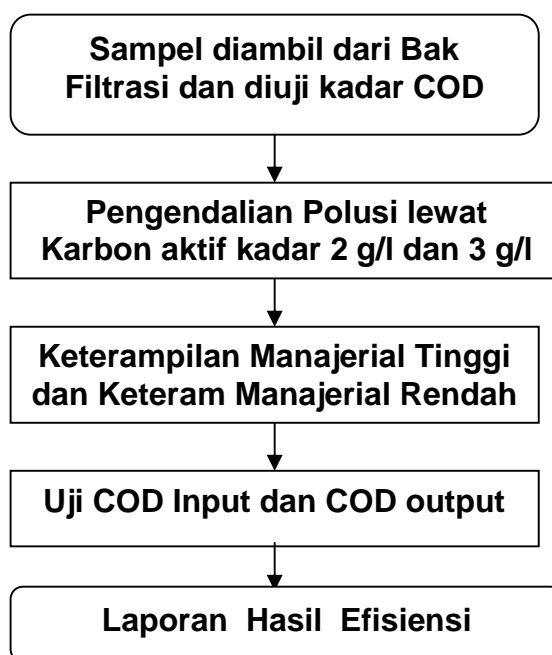 Sampel diambil dari Bak
Filtrasi dan diuji kadar COD
Pengendalian Polusi lewat
Karbon aktif kadar 2 g/l dan 3 g/l
Keterampilan Manajerial Tinggi
dan Keteram Manajerial Rendah
Uji COD Input dan COD output
Laporan Hasil Efisiensi